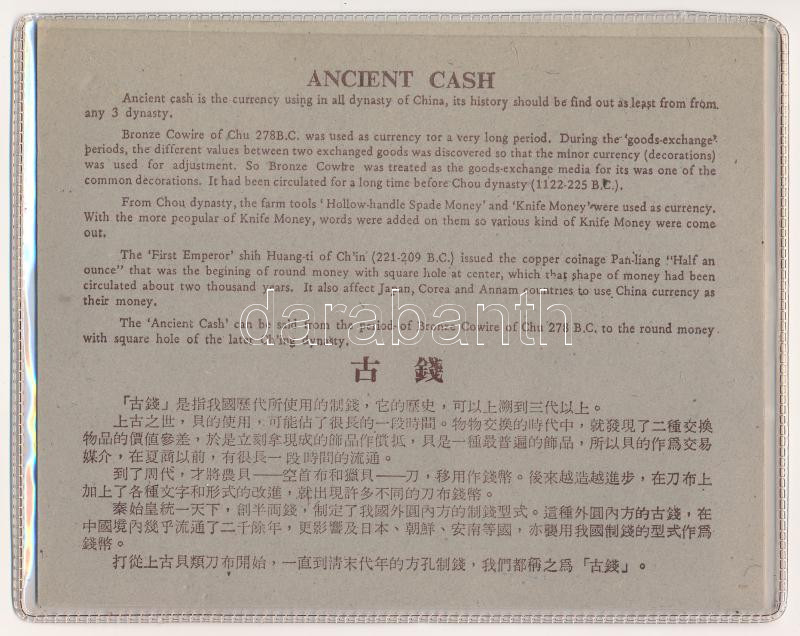 ANCIENT CASH
Ancient cash is the currency using in all dynasty of China, its history should be find out as least from from
any 3 dynasty.
Bronze Cowire of Chu 278B.C. was used as currency for a very long period. During the 'goods-exchange'
periods, the different values between two exchanged goods was discovered so that the minor currency (decorations)
was used for adjustment. So Bronze Cowire was treated as the goods-exchange media for its was one of the
common decorations. It had been circulated for a long time before Chou dynasty (1122-225 B.C.).
From Chou dynasty, the farm tools 'Hollow-handle Spade Money' and 'Knife Money' were used as currency.
With the more peopular of Knife Money, words were added on them so various kind of Knife Money were come
out.
The 'First Emperor' shih Huang-ti of Ch'in (221-209 B.C.) issued the copper coinage Pan-liang "Half an
ounce" that was the begining of round money with square hole at center, which that shape of money had been
circulated about two thousand years. It also affect Japan, Corea and Annam countries to use China currency as
their money.
The 'Ancient Cash' can be said from the period of Bronze Cowire of Chu 278 B.C. to the round money
with square hole of the later Ch'ing dynasty.
darabanth
古錢
「古錢」是指我國歷代所使用的制錢，它的歷史，可以上溯到三代以上。
上古之世，貝的使用，可能佔了很長的一段時間。物物交換的時代中，就發現了二種交換
物品的價值參差，於是立刻拿現成的飾品作償抵，貝是一種最普遍的飾品，所以貝的作爲交易
媒介，在夏商以前，有很長一段時間的流通。
到了周代，才將農具——空首布和獵具——刀，移用作錢幣。後來越造越進步，在刀布上
加上了各種文字和形式的改進，就出現許多不同的刀布錢幣。
秦始皇統一天下，創半兩錢，制定了我國外圓內方的制錢型式。這種外圓內方的古錢，在
中國境內幾乎流通了二千餘年，更影響及日本、朝鮮、安南等國，亦襲用我國制錢的型式作爲
錢幣。
打從上古貝類刀布開始，一直到清末代年的方孔制錢，我們都稱之爲「古錢」。